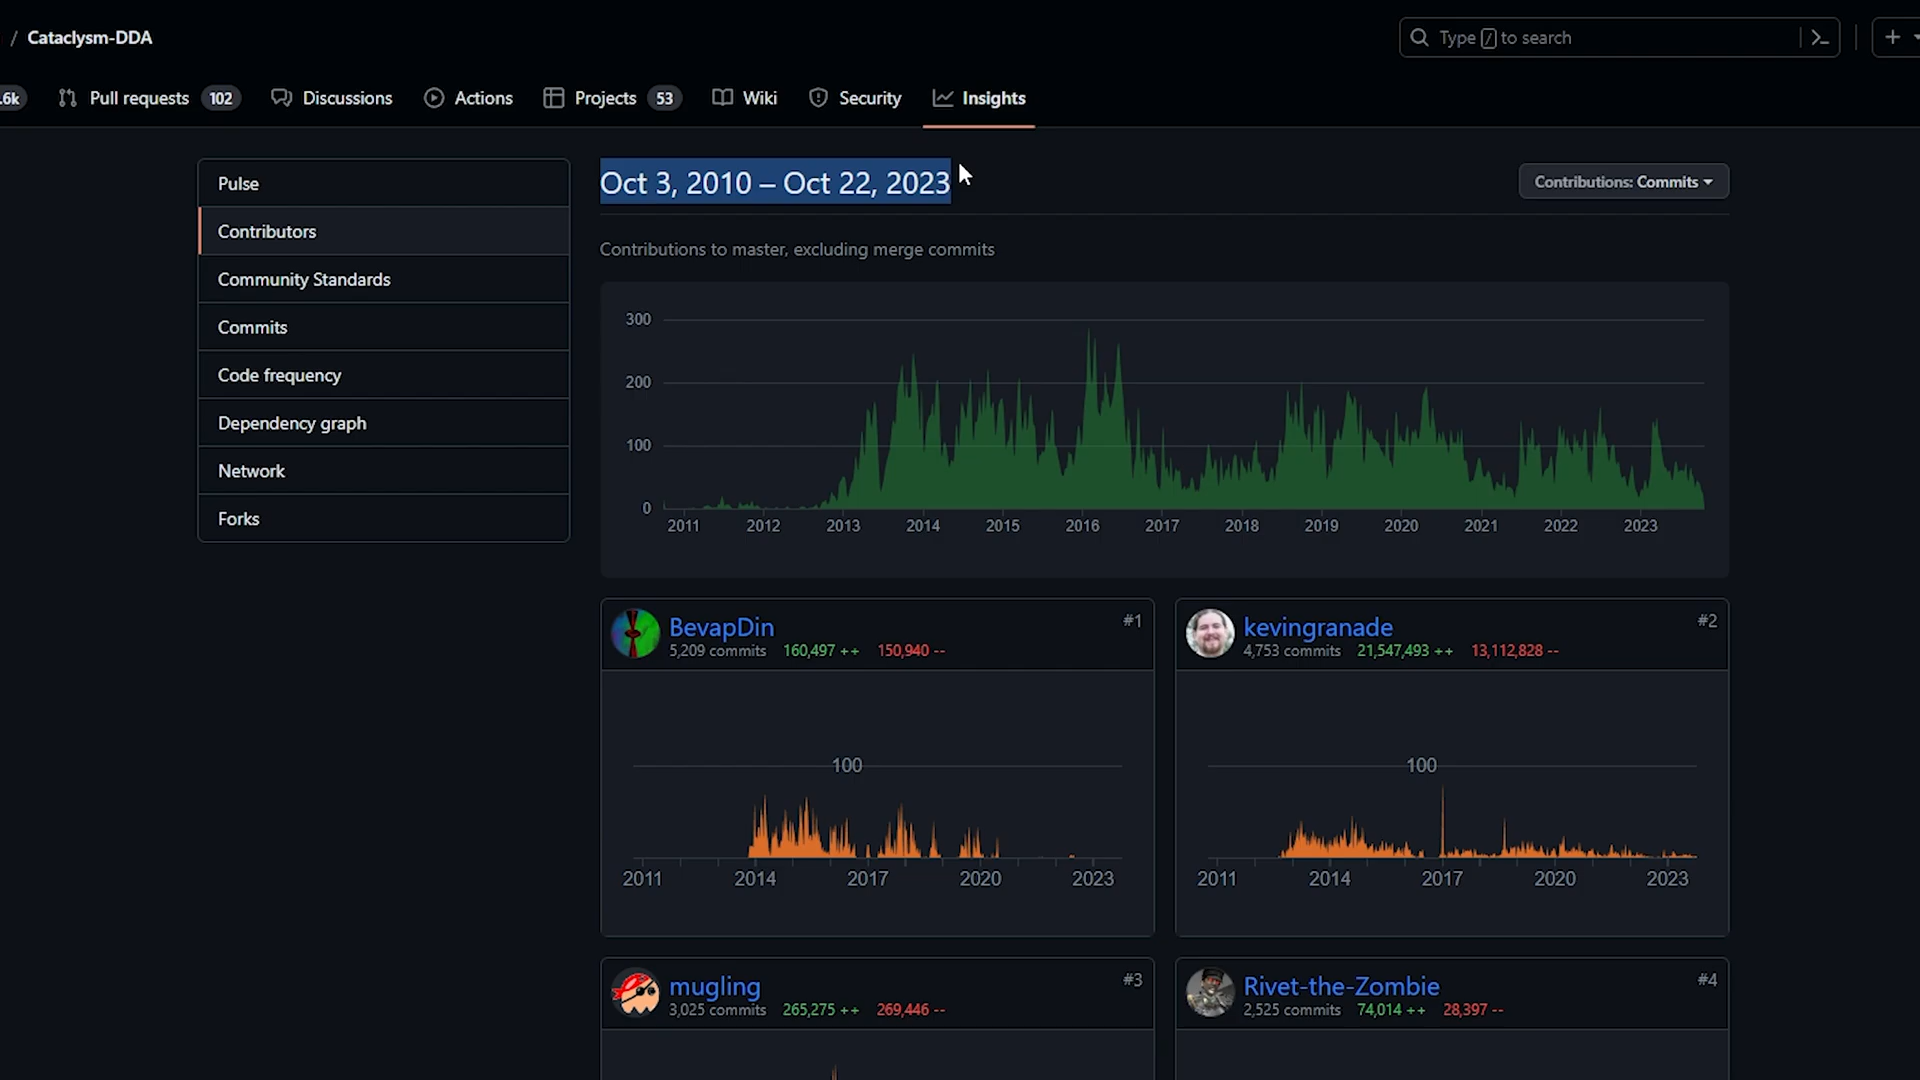 / Cataclysm-DDA
Type / to search
.6k Pull requests 102 Discussions Actions Projects 53 Wiki Security Insights
Pulse
Contributors
Community Standards
Commits
Code frequency
Dependency graph
Network
Forks
Oct 3, 2010 – Oct 22, 2023
Contributions: Commits
Contributions to master, excluding merge commits
300
200
100
0
2011 2012 2013 2014 2015 2016 2017 2018 2019 2020 2021 2022 2023
BevapDin #1
5,209 commits 160,497 ++ 150,940 --
100
2011 2014 2017 2020 2023
kevingranade #2
4,753 commits 21,547,493 ++ 13,112,828 --
100
2011 2014 2017 2020 2023
mugling #3
3,025 commits 265,275 ++ 269,446 --
Rivet-the-Zombie #4
2,525 commits 74,014 ++ 28,397 --